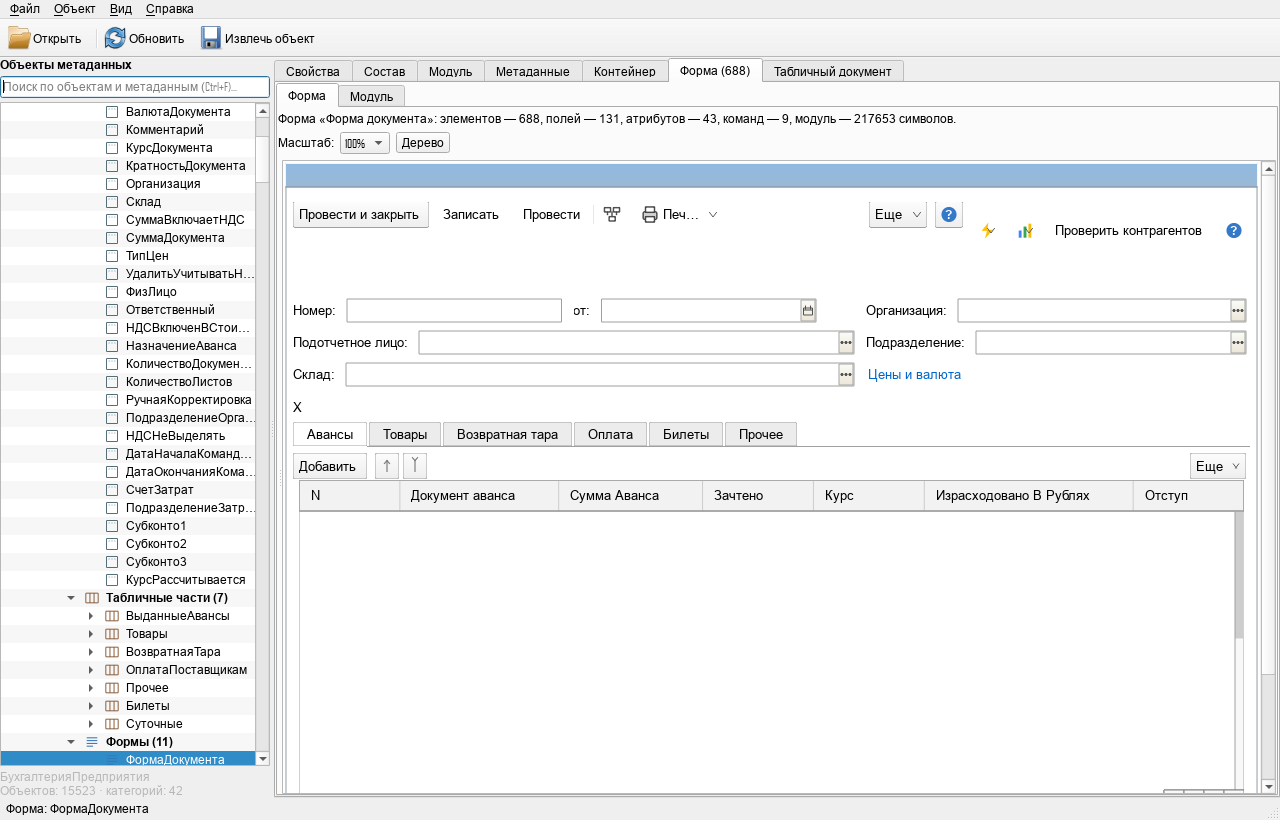 Файл Объект Вид Справка
Открыть Обновить Извлечь объект
Объекты метаданных
Поиск по объектам и метаданным (Ctrl+F)...
ВалютаДокумента
Комментарий
КурсДокумента
КратностьДокумента
Организация
Склад
СуммаВключаетНДС
СуммаДокумента
ТипЦен
УдалитьУчитыватьН...
ФизЛицо
Ответственный
НДСВключенВСтои...
НазначениеАванса
КоличествоДокумен...
КоличествоЛистов
РучнаяКорректировка
ПодразделениеОрга...
НДСНеВыделять
ДатаНачалаКоманд...
ДатаОкончанияКома...
СчетЗатрат
ПодразделениеЗатр...
Субконто1
Субконто2
Субконто3
КурсРассчитывается
Табличные части (7)
ВыданныеАвансы
Товары
ВозвратнаяТара
ОплатаПоставщикам
Прочее
Билеты
Суточные
Формы (11)
ФормаДокумента
БухгалтерияПредприятия
Объектов: 15523 · категорий: 42
Свойства Состав Модуль Метаданные Контейнер Форма (688) Табличный документ
Форма Модуль
Форма «Форма документа»: элементов — 688, полей — 131, атрибутов — 43, команд — 9, модуль — 217653 символов.
Масштаб: 100% Дерево
Провести и закрыть Записать Провести Печ... Еще ?
Проверить контрагентов ?
Номер: от: Организация: ...
Подотчетное лицо: ... Подразделение: ...
Склад: ... Цены и валюта
X
Авансы Товары Возвратная тара Оплата Билеты Прочее
Добавить Еще
N Документ аванса Сумма Аванса Зачтено Курс Израсходовано В Рублях Отступ
Форма: ФормаДокумента